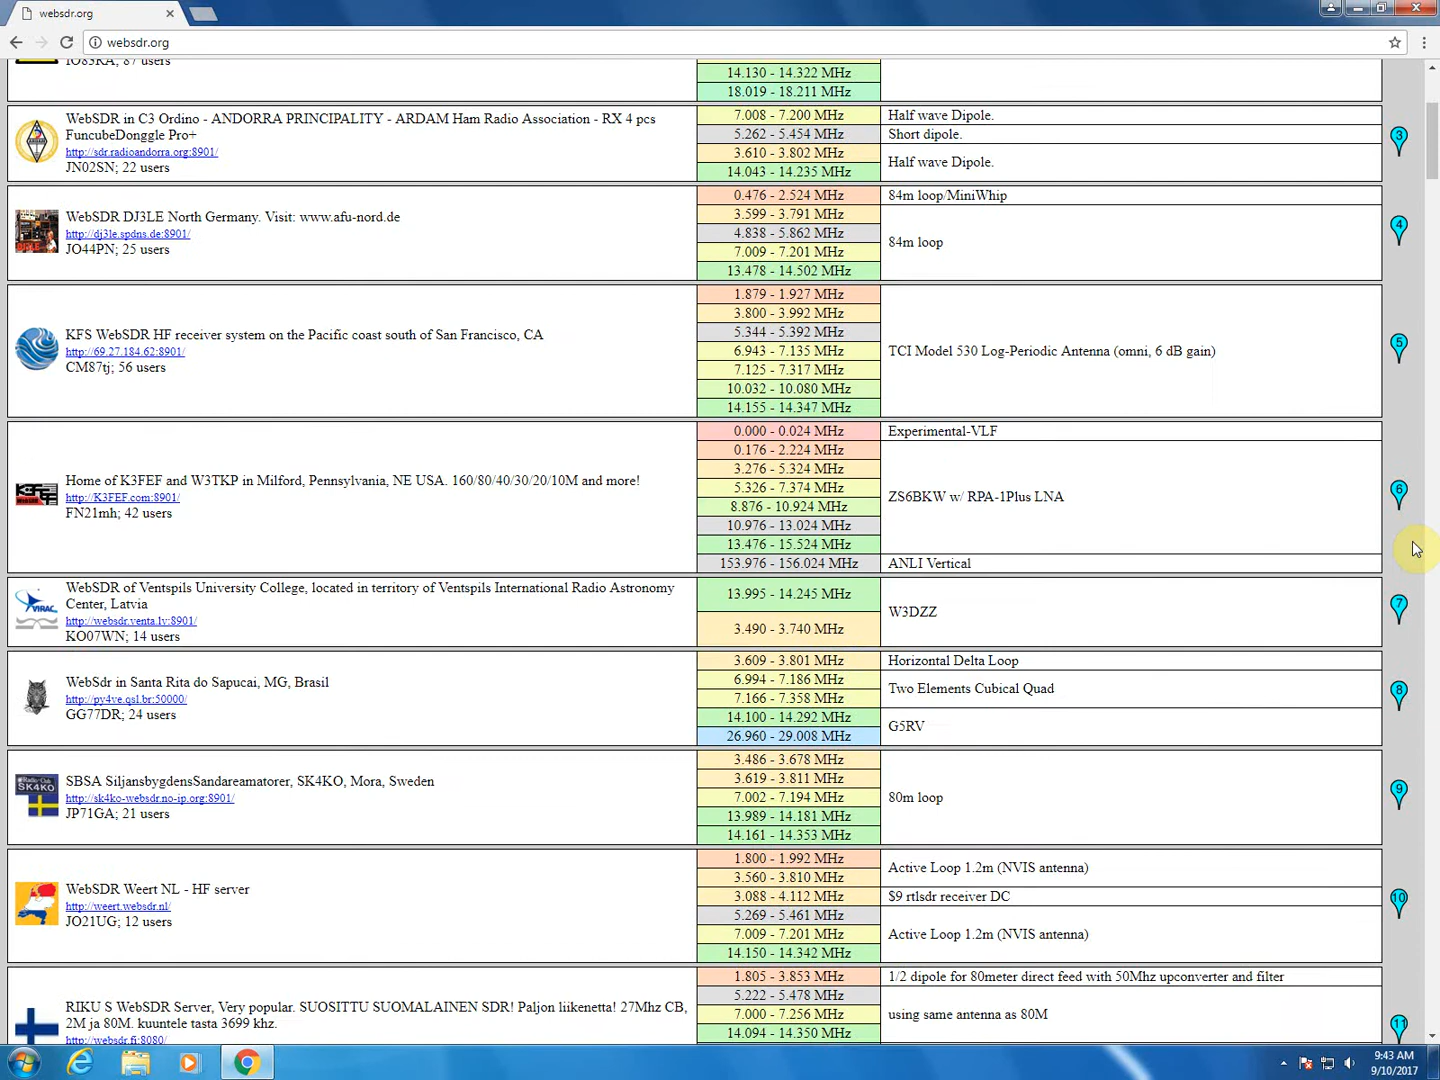 websdr.org
websdr.org
IO83RA; 87 users
14.130 - 14.322 MHz
18.019 - 18.211 MHz
WebSDR in C3 Ordino - ANDORRA PRINCIPALITY - ARDAM Ham Radio Association - RX 4 pcs
FuncubeDonggle Pro+
http://sdr.radioandorra.org:8901/
JN02SN; 22 users
7.008 - 7.200 MHz
Half wave Dipole.
5.262 - 5.454 MHz
Short dipole.
3.610 - 3.802 MHz
14.043 - 14.235 MHz
Half wave Dipole.
3
WebSDR DJ3LE North Germany. Visit: www.afu-nord.de
http://dj3le.spdns.de:8901/
JO44PN; 25 users
0.476 - 2.524 MHz
84m loop/MiniWhip
3.599 - 3.791 MHz
4.838 - 5.862 MHz
7.009 - 7.201 MHz
13.478 - 14.502 MHz
84m loop
4
KFS WebSDR HF receiver system on the Pacific coast south of San Francisco, CA
http://69.27.184.62:8901/
CM87tj; 56 users
1.879 - 1.927 MHz
3.800 - 3.992 MHz
5.344 - 5.392 MHz
6.943 - 7.135 MHz
7.125 - 7.317 MHz
10.032 - 10.080 MHz
14.155 - 14.347 MHz
TCI Model 530 Log-Periodic Antenna (omni, 6 dB gain)
5
Home of K3FEF and W3TKP in Milford, Pennsylvania, NE USA. 160/80/40/30/20/10M and more!
http://K3FEF.com:8901/
FN21mh; 42 users
0.000 - 0.024 MHz
Experimental-VLF
0.176 - 2.224 MHz
3.276 - 5.324 MHz
5.326 - 7.374 MHz
8.876 - 10.924 MHz
10.976 - 13.024 MHz
13.476 - 15.524 MHz
ZS6BKW w/ RPA-1Plus LNA
153.976 - 156.024 MHz
ANLI Vertical
6
VIRAC
WebSDR of Ventspils University College, located in territory of Ventspils International Radio Astronomy
Center, Latvia
http://websdr.venta.lv:8901/
KO07WN; 14 users
13.995 - 14.245 MHz
3.490 - 3.740 MHz
W3DZZ
7
WebSdr in Santa Rita do Sapucai, MG, Brasil
http://py4ve.qsl.br:50000/
GG77DR; 24 users
3.609 - 3.801 MHz
Horizontal Delta Loop
6.994 - 7.186 MHz
7.166 - 7.358 MHz
Two Elements Cubical Quad
14.100 - 14.292 MHz
26.960 - 29.008 MHz
G5RV
8
SK4KO
SBSA SiljansbygdensSandareamatorer, SK4KO, Mora, Sweden
http://sk4ko-websdr.no-ip.org:8901/
JP71GA; 21 users
3.486 - 3.678 MHz
3.619 - 3.811 MHz
7.002 - 7.194 MHz
13.989 - 14.181 MHz
14.161 - 14.353 MHz
80m loop
9
WebSDR Weert NL - HF server
http://weert.websdr.nl/
JO21UG; 12 users
1.800 - 1.992 MHz
3.560 - 3.810 MHz
Active Loop 1.2m (NVIS antenna)
3.088 - 4.112 MHz
$9 rtlsdr receiver DC
5.269 - 5.461 MHz
7.009 - 7.201 MHz
14.150 - 14.342 MHz
Active Loop 1.2m (NVIS antenna)
10
RIKU S WebSDR Server, Very popular. SUOSITTU SUOMALAINEN SDR! Paljon liikenetta! 27Mhz CB,
2M ja 80M. kuuntele tasta 3699 khz.
http://websdr.fi:8080/
1.805 - 3.853 MHz
1/2 dipole for 80meter direct feed with 50Mhz upconverter and filter
5.222 - 5.478 MHz
7.000 - 7.256 MHz
14.094 - 14.350 MHz
using same antenna as 80M
11
9:43 AM
9/10/2017